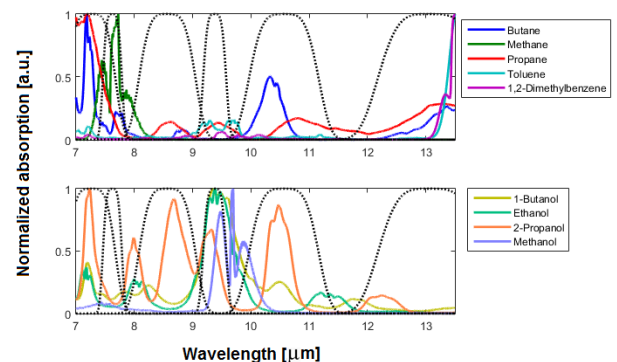 Normalized absorption [a.u.]
1
0.5
0
7 8 9 10 11 12 13
Butane
Methane
Propane
Toluene
1,2-Dimethylbenzene
1
0.5
0
7 8 9 10 11 12 13
1-Butanol
Ethanol
2-Propanol
Methanol
Wavelength [μm]